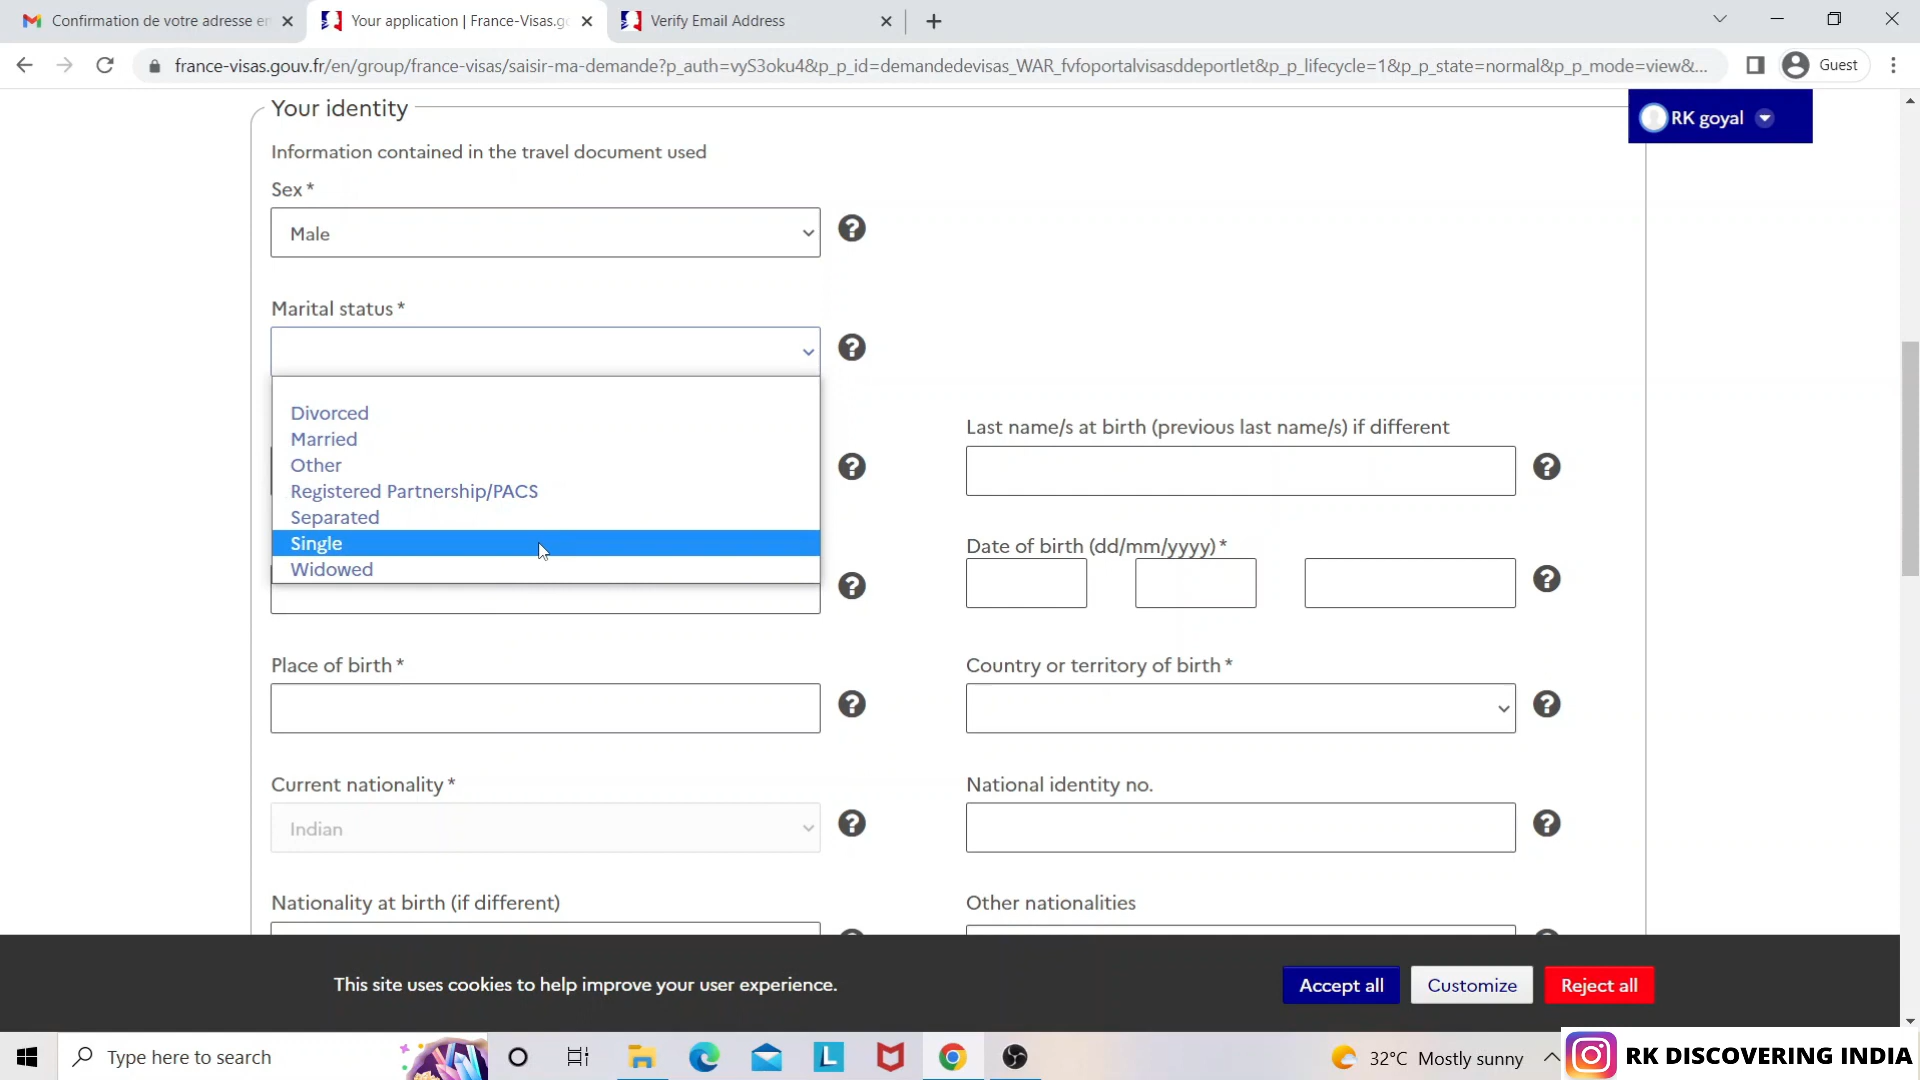 Confirmation de votre adresse e
Your application | France-Visas.g
Verify Email Address
france-visas.gouv.fr/en/group/france-visas/saisir-ma-demande?p_auth=vyS3oku4&p_p_id=demandedevisas_WAR_fvfoportalvisasddeportlet&p_p_lifecycle=1&p_p_state=normal&p_p_mode=view&...
Guest
Your identity
RK goyal
Information contained in the travel document used
Sex *
Male
?
Marital status *
?
Divorced
Married
Other
Registered Partnership/PACS
Separated
Single
Widowed
?
Last name/s at birth (previous last name/s) if different
?
?
Date of birth (dd/mm/yyyy) *
?
Place of birth *
?
Country or territory of birth *
?
Current nationality *
Indian
?
National identity no.
?
Nationality at birth (if different)
Other nationalities
This site uses cookies to help improve your user experience.
Accept all
Customize
Reject all
Type here to search
L
32°C Mostly sunny
RK DISCOVERING INDIA